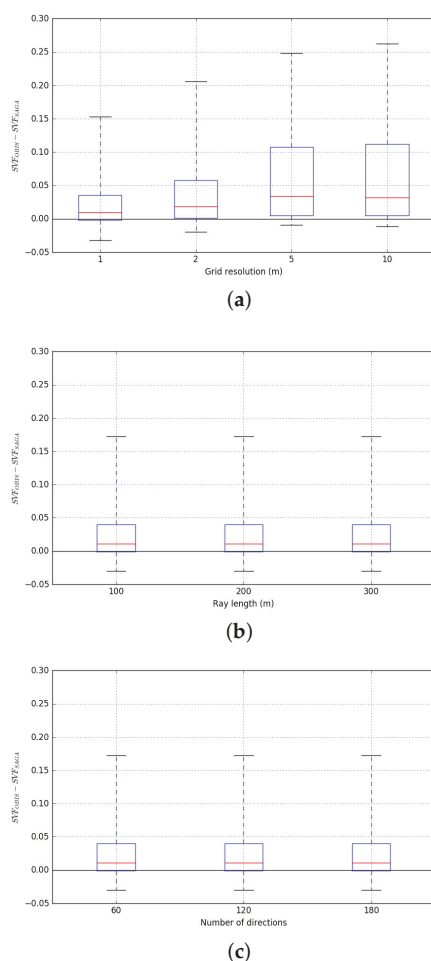 0.30
0.25
0.20
0.15
0.10
0.05
0.00
−0.05
SVF_OBIS − SVF_SAGA
1 2 5 10
Grid resolution (m)
(a)
0.30
0.25
0.20
0.15
0.10
0.05
0.00
−0.05
SVF_OBIS − SVF_SAGA
100 200 300
Ray length (m)
(b)
0.30
0.25
0.20
0.15
0.10
0.05
0.00
−0.05
SVF_OBIS − SVF_SAGA
60 120 180
Number of directions
(c)